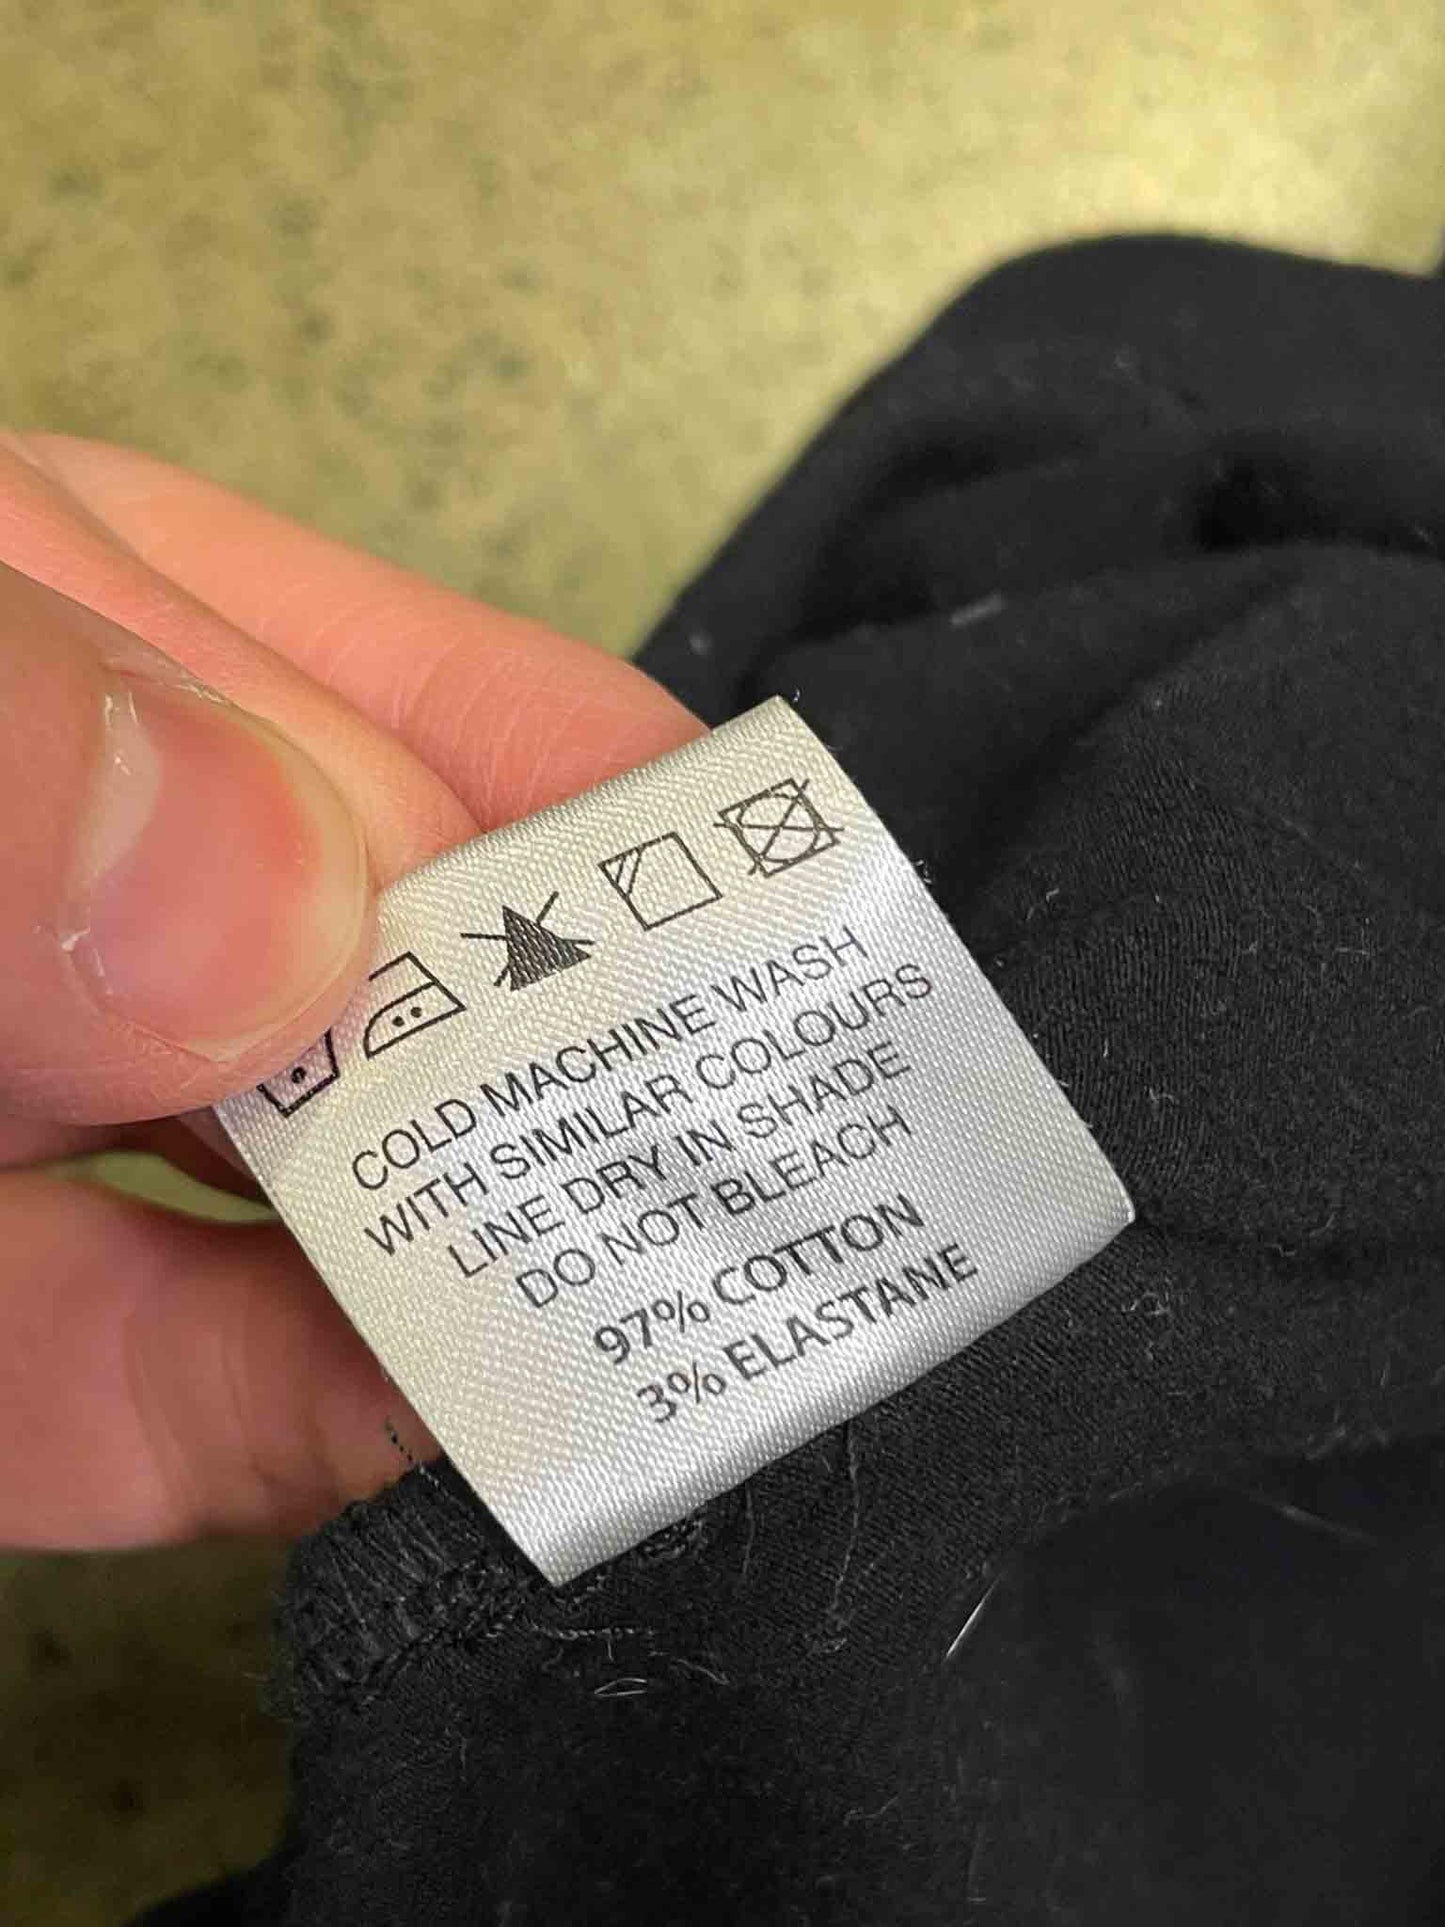 COLD MACHINE WASH
WITH SIMILAR COLOURS
LINE DRY IN SHADE
DO NOT BLEACH
97% COTTON
3% ELASTANE